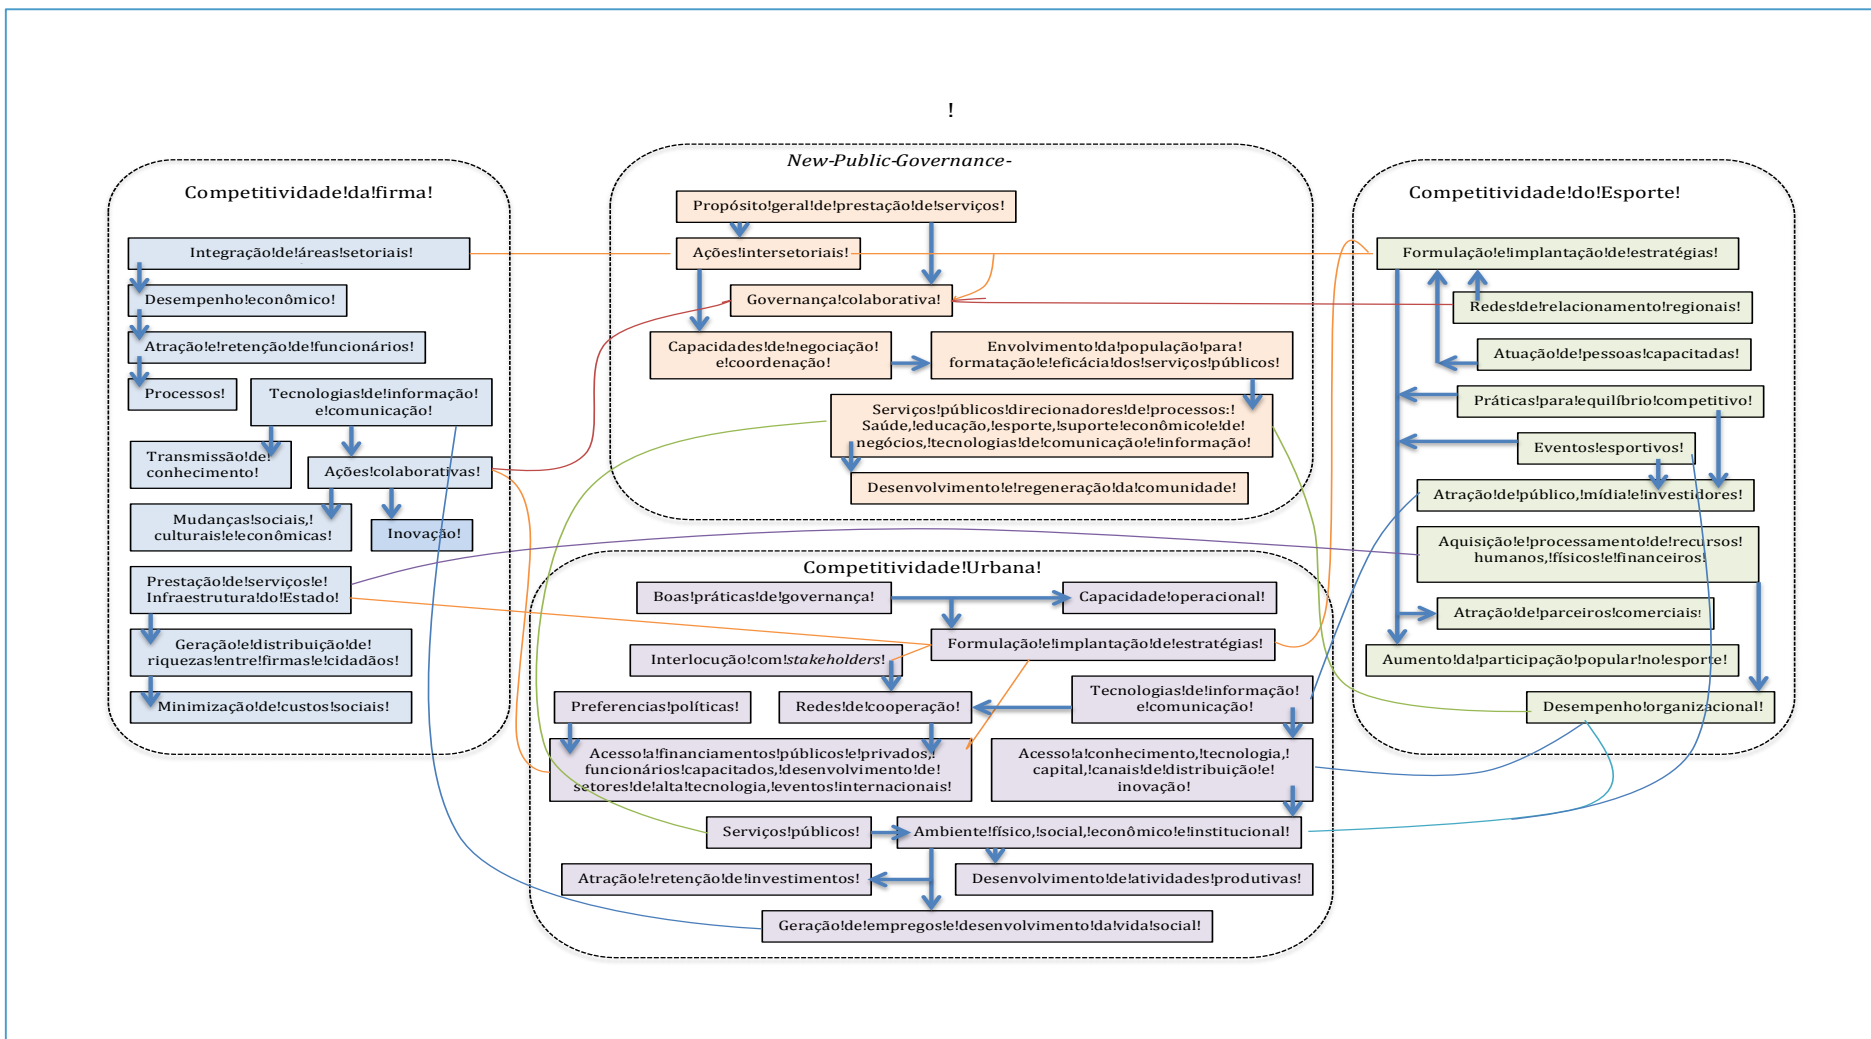 !
Competitividade!da!firma!
Integração!de!áreas!setoriais!
Desempenho!econômico!
Atração!e!retenção!de!funcionários!
Processos!
Tecnologias!de!informação!
e!comunicação!
Transmissão!de!
conhecimento!
Ações!colaborativas!
Mudanças!sociais,!
culturais!e!econômicas!
Inovação!
Prestação!de!serviços!e!
Infraestrutura!do!Estado!
Geração!e!distribuição!de!
riquezas!entre!firmas!e!cidadãos!
Minimização!de!custos!sociais!
New-Public-Governance-
Propósito!geral!de!prestação!de!serviços!
Ações!intersetoriais!
Governança!colaborativa!
Capacidades!de!negociação!
e!coordenação!
Envolvimento!da!população!para!
formatação!e!eficácia!dos!serviços!públicos!
Serviços!públicos!direcionadores!de!processos:!
Saúde,!educação,!esporte,!suporte!econômico!e!de!
negócios,!tecnologias!de!comunicação!e!informação!
Desenvolvimento!e!regeneração!da!comunidade!
Competitividade!Urbana!
Boas!práticas!de!governança!
Capacidade!operacional!
Formulação!e!implantação!de!estratégias!
Interlocução!com!stakeholders!
Tecnologias!de!informação!
e!comunicação!
Preferencias!políticas!
Redes!de!cooperação!
Acesso!a!financiamentos!públicos!e!privados,!
funcionários!capacitados,!desenvolvimento!de!
setores!de!alta!tecnologia,!eventos!internacionais!
Acesso!a!conhecimento,!tecnologia,!
capital,!canais!de!distribuição!e!
inovação!
Serviços!públicos!
Ambiente!físico,!social,!econômico!e!institucional!
Atração!e!retenção!de!investimentos!
Desenvolvimento!de!atividades!produtivas!
Geração!de!empregos!e!desenvolvimento!da!vida!social!
Competitividade!do!Esporte!
Formulação!e!implantação!de!estratégias!
Redes!de!relacionamento!regionais!
Atuação!de!pessoas!capacitadas!
Práticas!para!equilíbrio!competitivo!
Eventos!esportivos!
Atração!de!público,!mídia!e!investidores!
Aquisição!e!processamento!de!recursos!
humanos,!físicos!e!financeiros!
Atração!de!parceiros!comerciais!
Aumento!da!participação!popular!no!esporte!
Desempenho!organizacional!